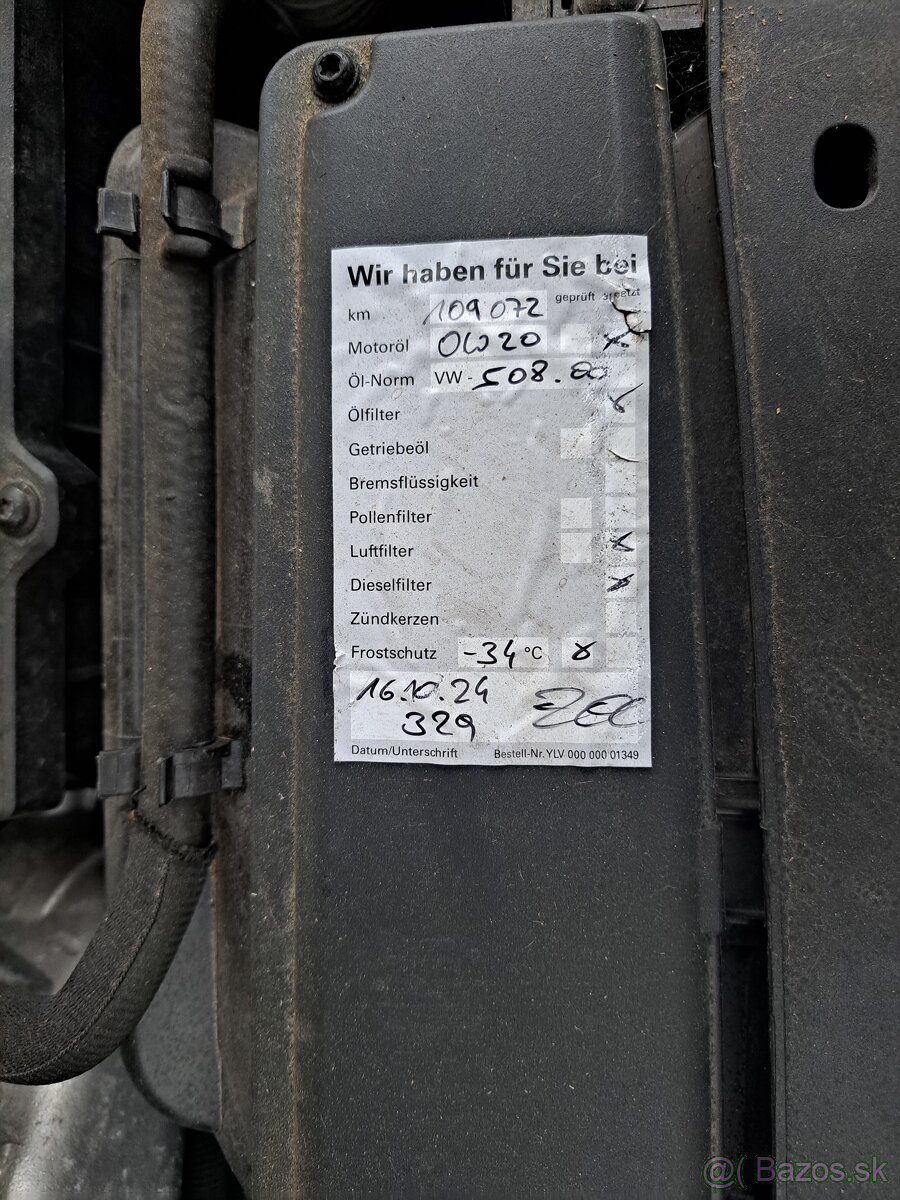 Wir haben für Sie bei
geprüft ersetzt
km 109 072
Motoröl 0W20 x
Öl-Norm VW - 508.00
Ölfilter x
Getriebeöl
Bremsflüssigkeit
Pollenfilter
Luftfilter x
Dieselfilter x
Zündkerzen
Frostschutz -34 °C x
16.10.24
329
Datum/Unterschrift Bestell-Nr. YLV 000 000 01349
@( Bazos.sk